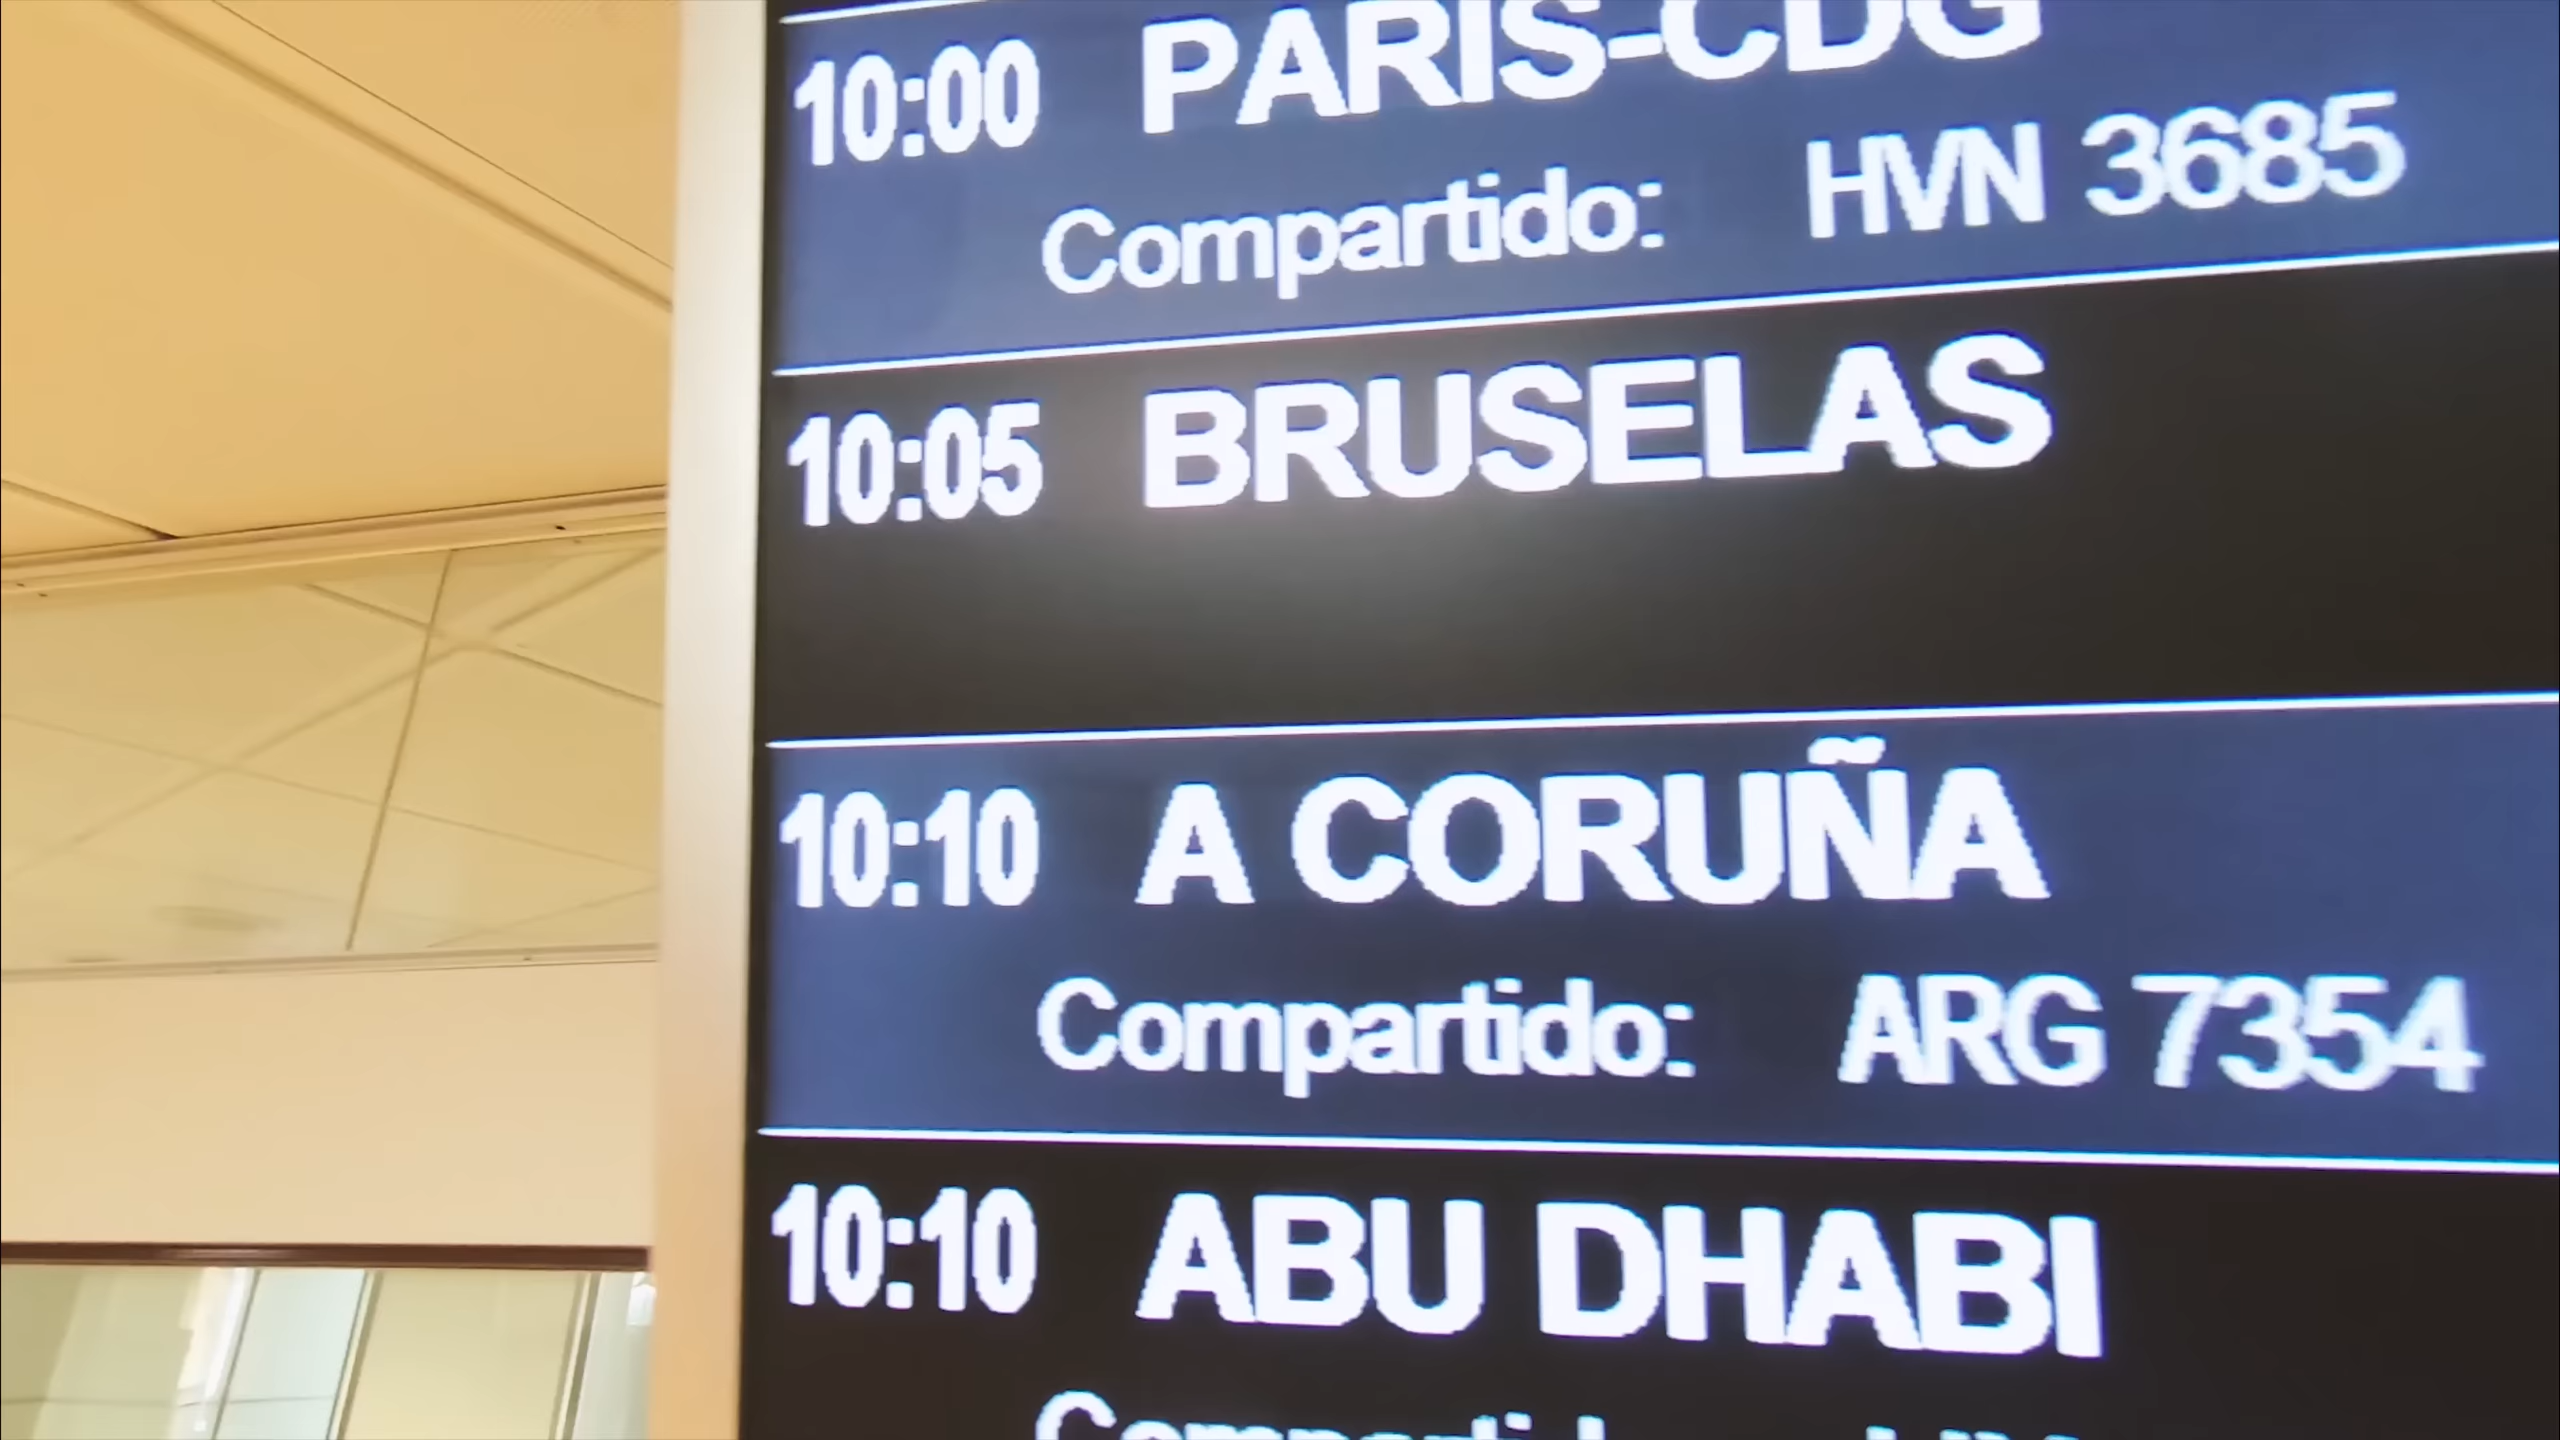 10:00 PARIS-CDG
Compartido: HVN 3685
10:05 BRUSELAS
10:10 A CORUÑA
Compartido: ARG 7354
10:10 ABU DHABI